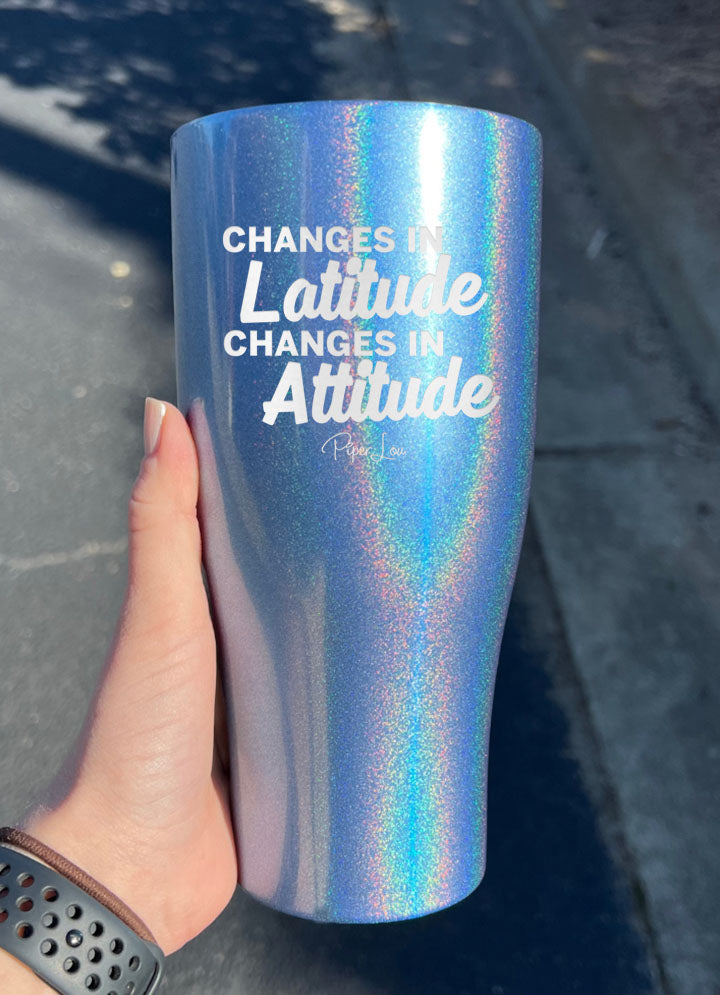 CHANGES IN
Latitude
CHANGES IN
Attitude
Piper Lou